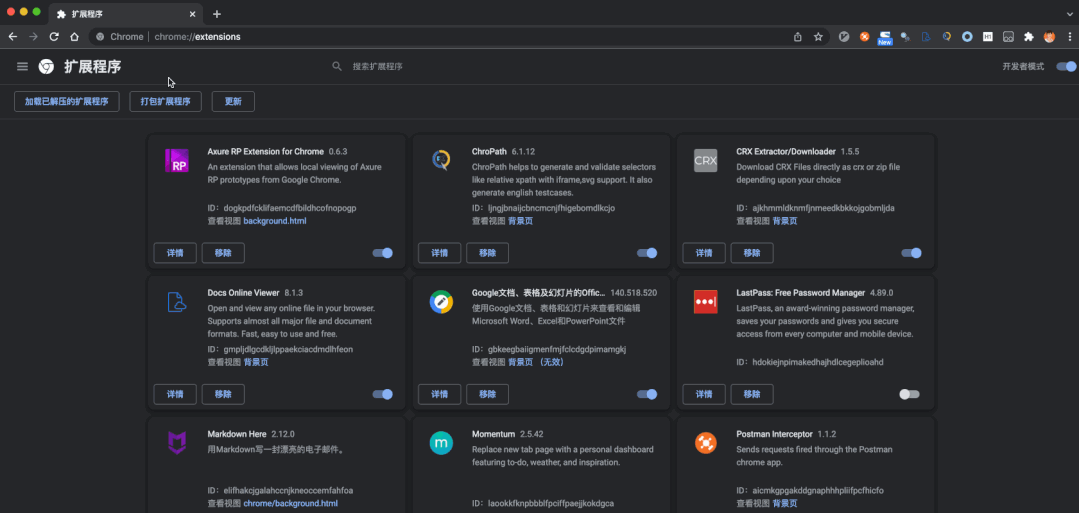 扩展程序
Chrome | chrome://extensions
New
H1
扩展程序
搜索扩展程序
开发者模式
加载已解压的扩展程序
打包扩展程序
更新
RP
Axure RP Extension for Chrome 0.6.3
An extension that allows local viewing of Axure
RP prototypes from Google Chrome.
ID: dogkpdfcklifaemcdfbildhcofnopogp
查看视图 background.html
详情
移除
ChroPath 6.1.12
ChroPath helps to generate and validate selectors
like relative xpath with iframe,svg support. It also
generate english testcases.
ID: ljngjbnaijcbncmcnjfhigebomdlkcjo
查看视图 背景页
详情
移除
CRX
CRX Extractor/Downloader 1.5.5
Download CRX Files directly as crx or zip file
depending upon your choice
ID: ajkhmmldknmfjnmeedkbkkojgobmljda
查看视图 背景页
详情
移除
Docs Online Viewer 8.1.3
Open and view any online file in your browser.
Supports almost all major file and document
formats. Fast, easy to use and free.
ID: gmpljdlgcdkljlppaekciacdmdlhfeon
查看视图 背景页
详情
移除
Google文档、表格及幻灯片的Offic... 140.518.520
使用Google文档、表格和幻灯片来查看和编辑
Microsoft Word、Excel和PowerPoint文件
ID: gbkeegbaiigmenfmjfclcdgdpimamgkj
查看视图 背景页 （无效）
详情
移除
LastPass: Free Password Manager 4.89.0
LastPass, an award-winning password manager,
saves your passwords and gives you secure
access from every computer and mobile device.
ID: hdokiejnpimakedhajhdlcegeplioahd
详情
移除
Markdown Here 2.12.0
用Markdown写一封漂亮的电子邮件。
ID: elifhakcjgalahccnjkneoccemfahfoa
查看视图 chrome/background.html
m
Momentum 2.5.42
Replace new tab page with a personal dashboard
featuring to-do, weather, and inspiration.
ID: laookkfknpbbblfpciffpaejjkokdgca
Postman Interceptor 1.1.2
Sends requests fired through the Postman
chrome app.
ID: aicmkgpgakddgnaphhhpliifpcfhicfo
查看视图 背景页